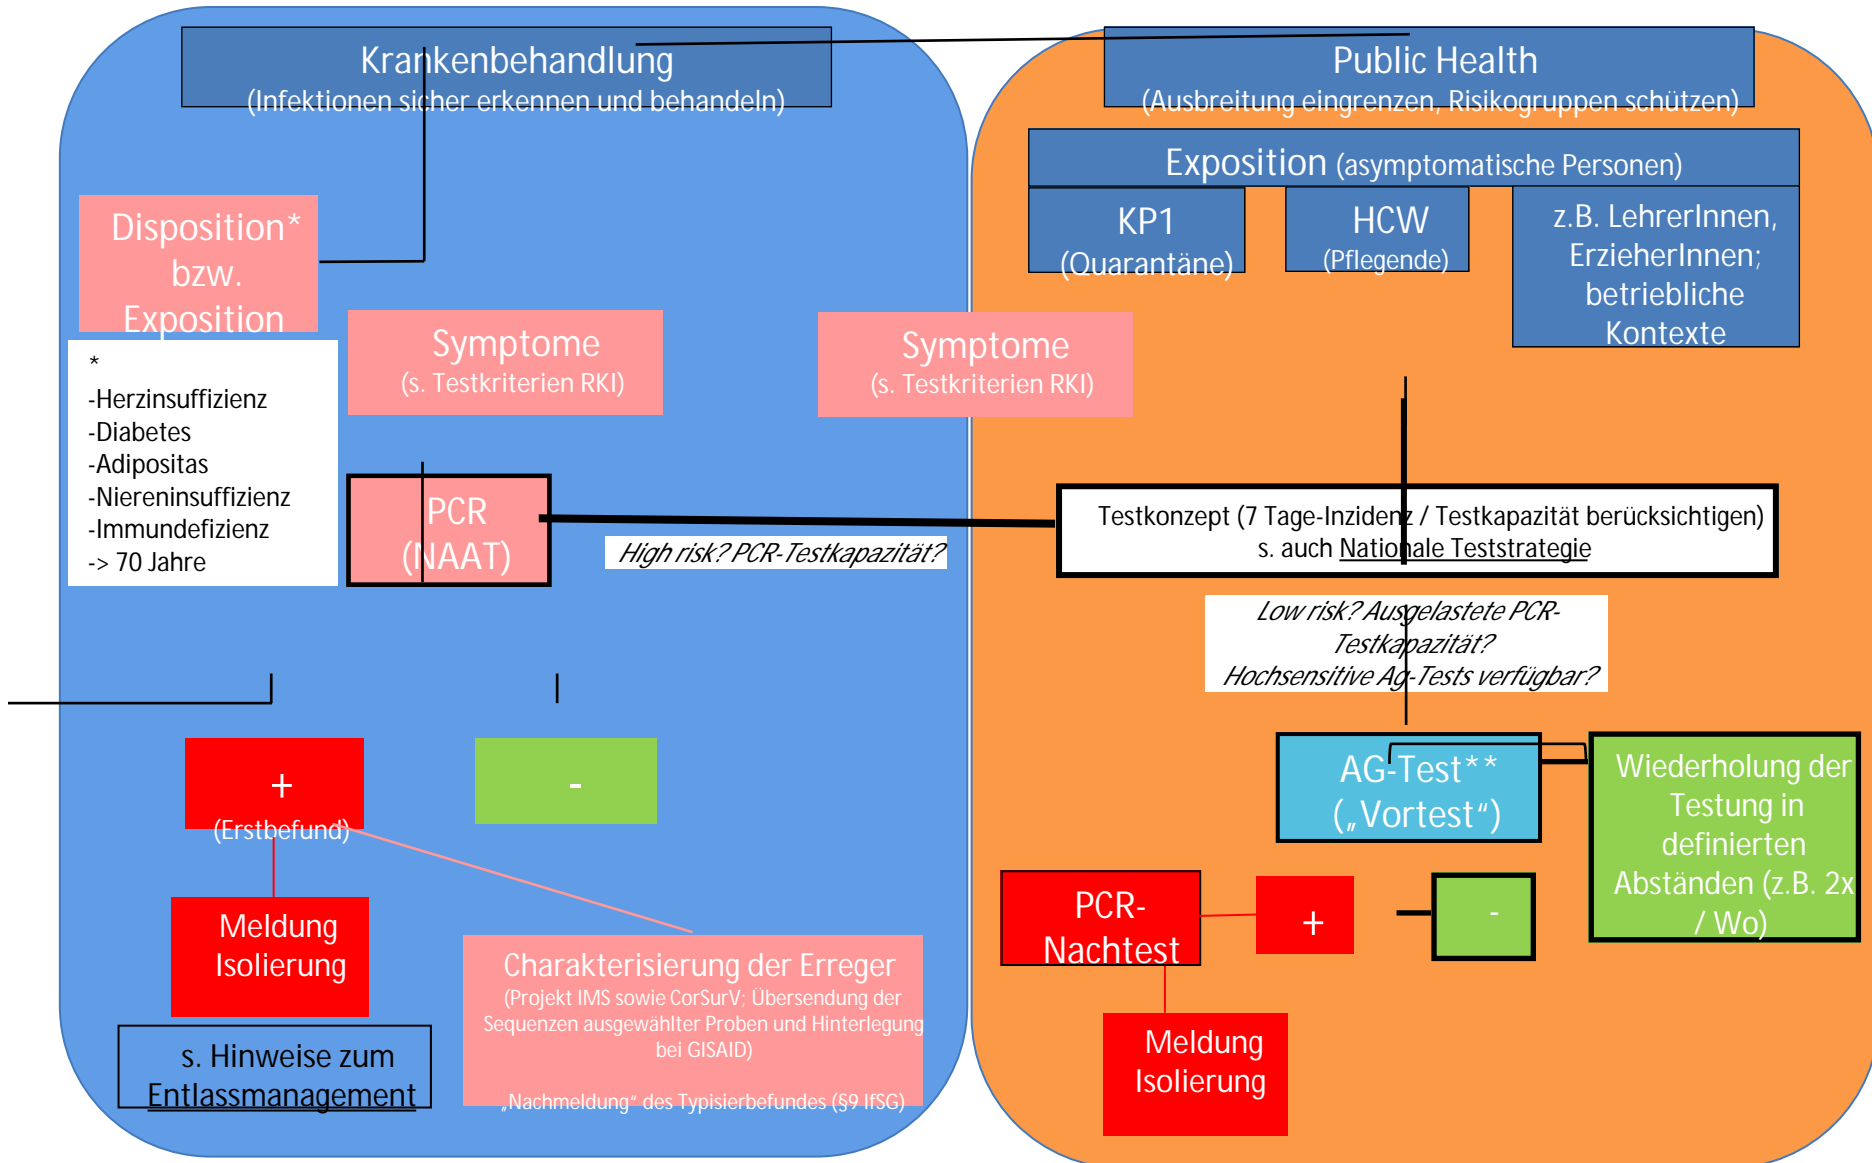 Krankenbehandlung
(Infektionen sicher erkennen und behandeln)
Public Health
(Ausbreitung eingrenzen, Risikogruppen schützen)
Exposition (asymptomatische Personen)
KP1
(Quarantäne)
HCW
(Pflegende)
z.B. LehrerInnen,
ErzieherInnen;
betriebliche
Kontexte
Disposition*
bzw.
Exposition
*
-Herzinsuffizienz
-Diabetes
-Adipositas
-Niereninsuffizienz
-Immundefizienz
-> 70 Jahre
Symptome
(s. Testkriterien RKI)
Symptome
(s. Testkriterien RKI)
PCR
(NAAT)
High risk? PCR-Testkapazität?
Testkonzept (7 Tage-Inzidenz / Testkapazität berücksichtigen)
s. auch Nationale Teststrategie
Low risk? Ausgelastete PCR-
Testkapazität?
Hochsensitive Ag-Tests verfügbar?
+
(Erstbefund)
-
AG-Test**
(„Vortest“)
Wiederholung der
Testung in
definierten
Abständen (z.B. 2x
/ Wo)
PCR-
Nachtest
+
-
Meldung
Isolierung
Charakterisierung der Erreger
(Projekt IMS sowie CorSurV; Übersendung der
Sequenzen ausgewählter Proben und Hinterlegung
bei GISAID)
„Nachmeldung“ des Typisierbefundes (§9 IfSG)
s. Hinweise zum
Entlassmanagement
Meldung
Isolierung